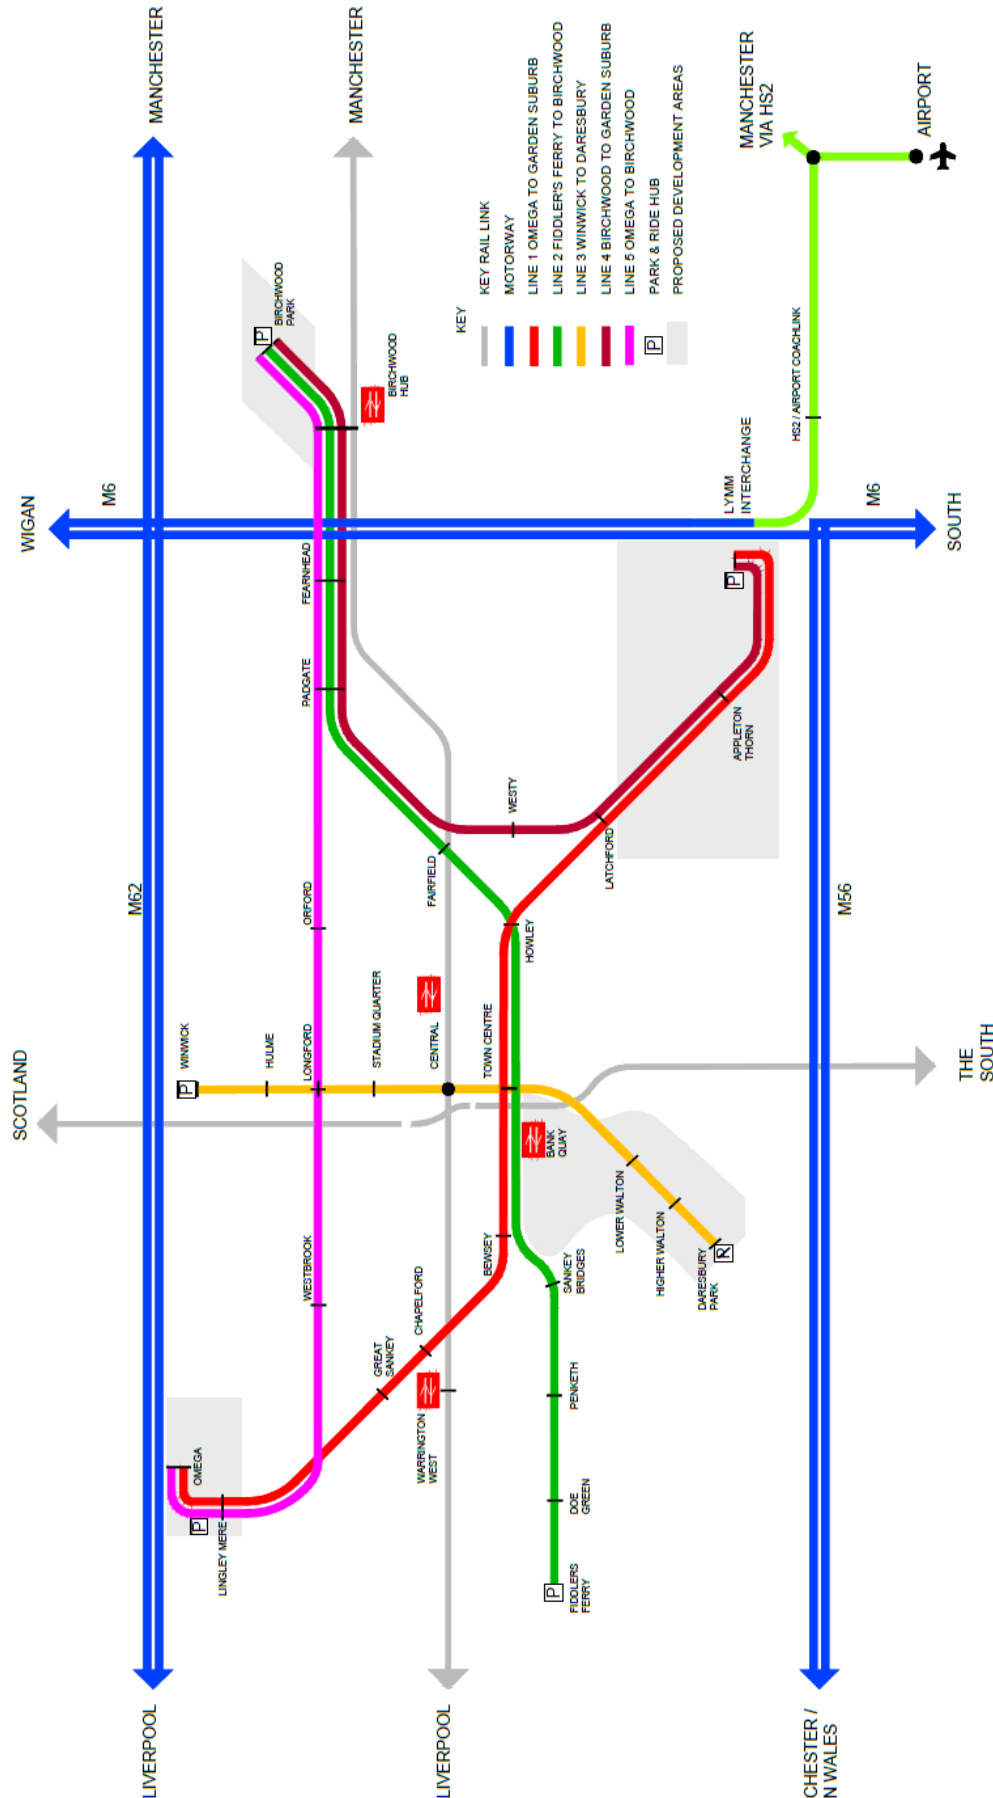 WIGAN
SCOTLAND
M6
M62
MANCHESTER
LIVERPOOL
MANCHESTER
LIVERPOOL
OMEGA
P
LINGLEY MERE
WESTBROOK
GREAT
SANKEY
CHAPELFORD
WARRINGTON
WEST
BEWSEY
P
WINWICK
HULME
LONGFORD
STADIUM QUARTER
CENTRAL
TOWN CENTRE
BANK
QUAY
ORFORD
PADGATE
FEARNHEAD
BIRCHWOOD
HUB
P
BIRCHWOOD
PARK
FAIRFIELD
HOWLEY
WESTY
LATCHFORD
APPLETON
THORN
P
P
FIDDLERS
FERRY
DOE
GREEN
PENKETH
SANKEY
BRIDGES
LOWER WALTON
HIGHER WALTON
DARESBURY
PARK
R
LYMM
INTERCHANGE
HS2 / AIRPORT COACHLINK
MANCHESTER
VIA HS2
AIRPORT
M6
M56
CHESTER /
N WALES
THE
SOUTH
SOUTH
KEY
KEY RAIL LINK
MOTORWAY
LINE 1 OMEGA TO GARDEN SUBURB
LINE 2 FIDDLER'S FERRY TO BIRCHWOOD
LINE 3 WINWICK TO DARESBURY
LINE 4 BIRCHWOOD TO GARDEN SUBURB
LINE 5 OMEGA TO BIRCHWOOD
P
PARK & RIDE HUB
PROPOSED DEVELOPMENT AREAS